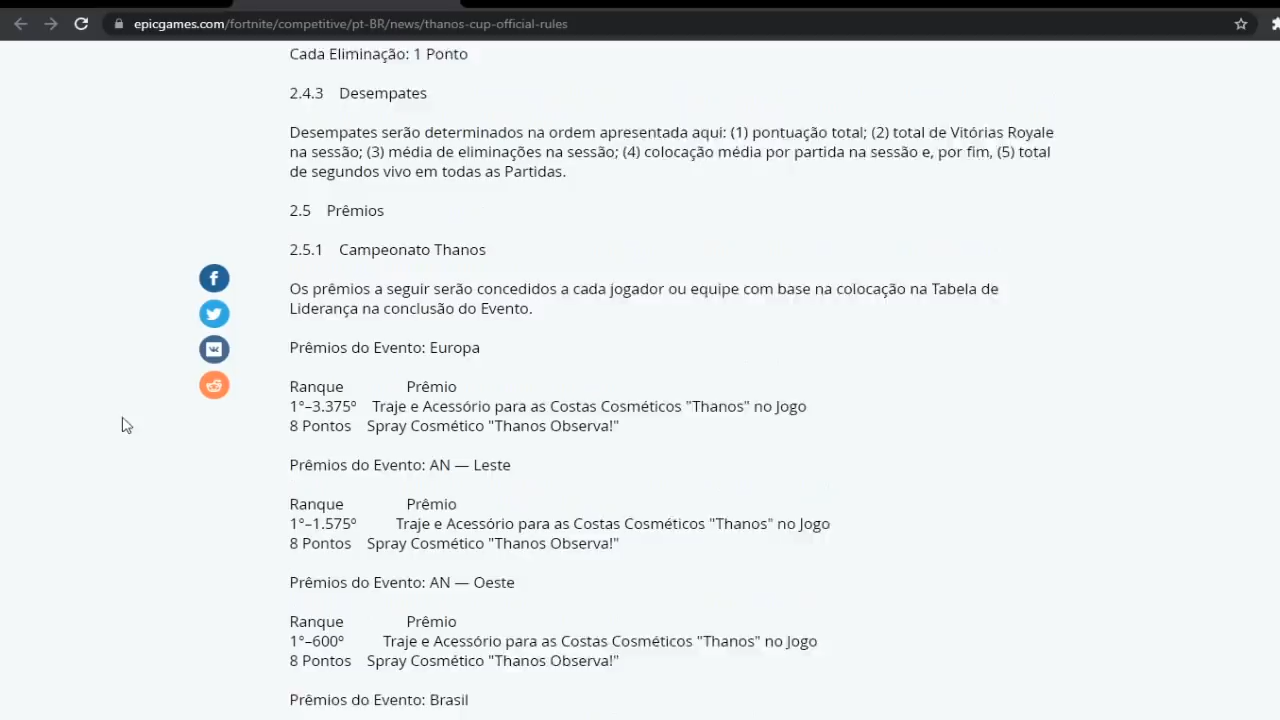 epicgames.com/fortnite/competitive/pt-BR/news/thanos-cup-official-rules
Cada Eliminação: 1 Ponto
2.4.3 Desempates
Desempates serão determinados na ordem apresentada aqui: (1) pontuação total; (2) total de Vitórias Royale
na sessão; (3) média de eliminações na sessão; (4) colocação média por partida na sessão e, por fim, (5) total
de segundos vivo em todas as Partidas.
2.5 Prêmios
2.5.1 Campeonato Thanos
Os prêmios a seguir serão concedidos a cada jogador ou equipe com base na colocação na Tabela de
Liderança na conclusão do Evento.
Prêmios do Evento: Europa
Ranque Prêmio
1°–3.375º Traje e Acessório para as Costas Cosméticos "Thanos" no Jogo
8 Pontos Spray Cosmético "Thanos Observa!"
Prêmios do Evento: AN — Leste
Ranque Prêmio
1°–1.575º Traje e Acessório para as Costas Cosméticos "Thanos" no Jogo
8 Pontos Spray Cosmético "Thanos Observa!"
Prêmios do Evento: AN — Oeste
Ranque Prêmio
1°–600º Traje e Acessório para as Costas Cosméticos "Thanos" no Jogo
8 Pontos Spray Cosmético "Thanos Observa!"
Prêmios do Evento: Brasil